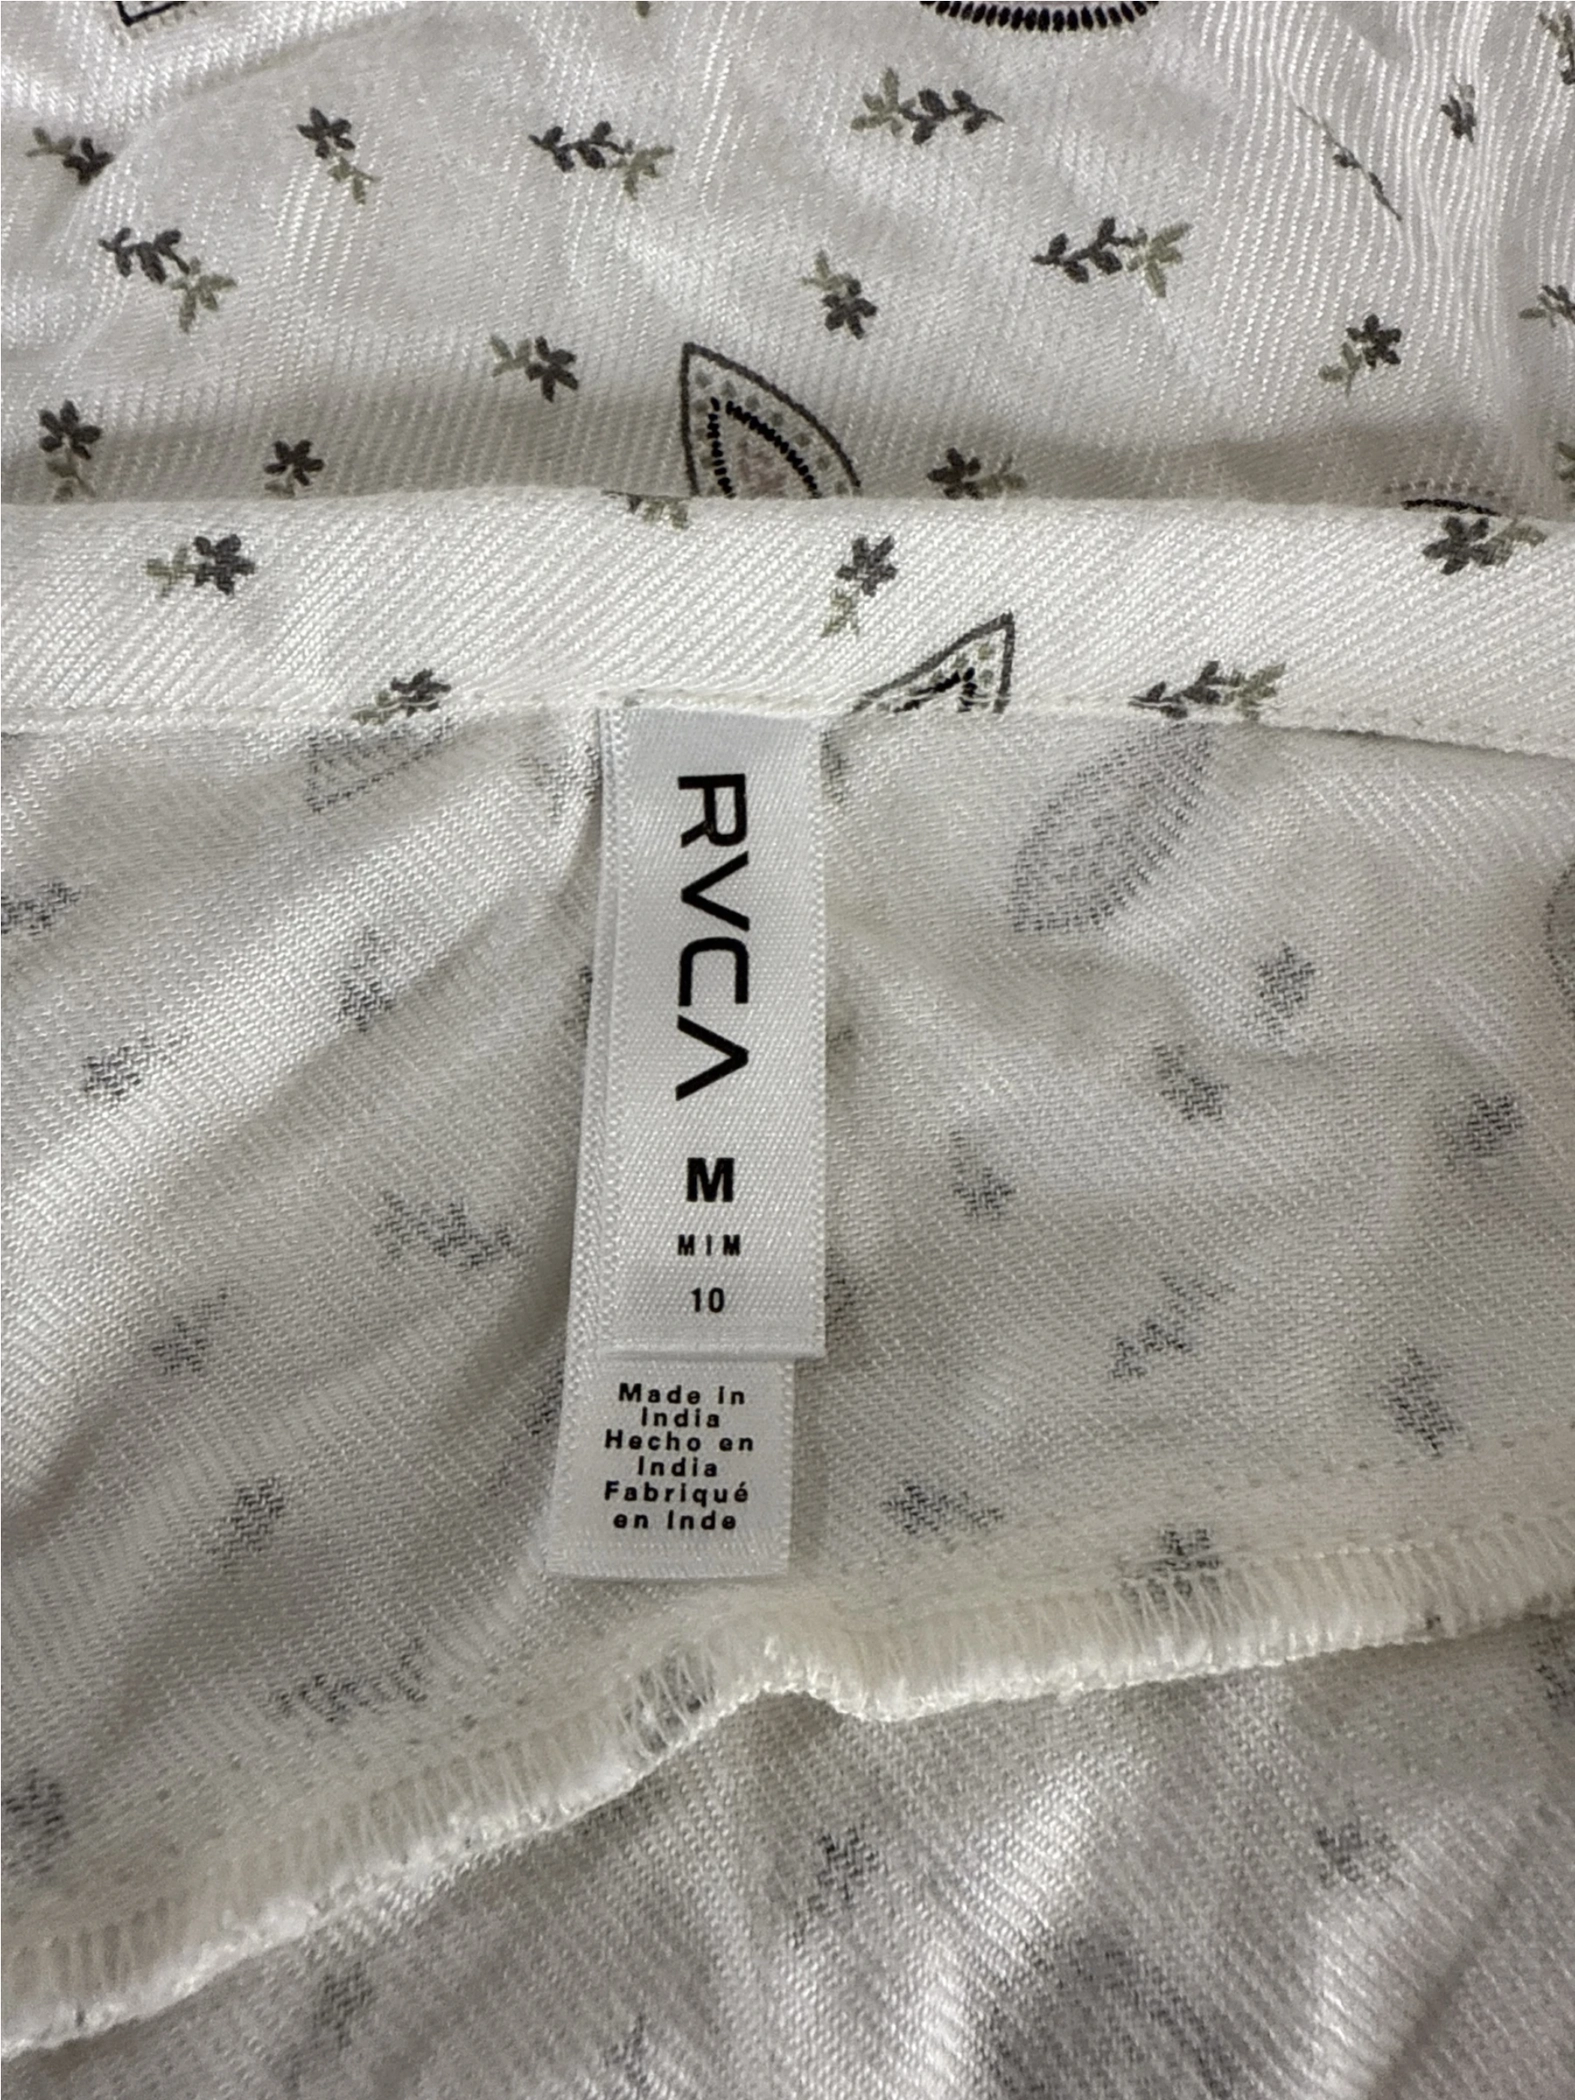 RVCA
M
M I M
10
Made in
India
Hecho en
India
Fabriqué
en Inde